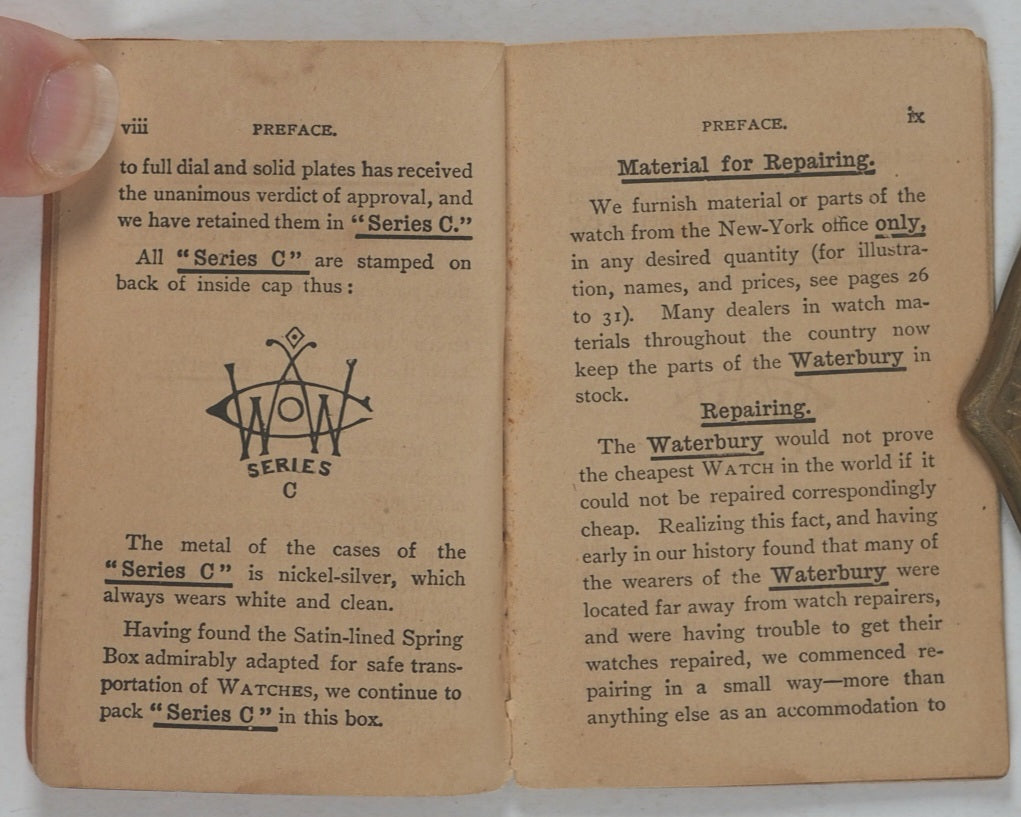 viii
PREFACE.
to full dial and solid plates has received
the unanimous verdict of approval, and
we have retained them in “Series C.”
All “Series C” are stamped on
back of inside cap thus:
W W
SERIES
C
The metal of the cases of the
“Series C” is nickel-silver, which
always wears white and clean.
Having found the Satin-lined Spring
Box admirably adapted for safe trans-
portation of WATCHES, we continue to
pack “Series C” in this box.
PREFACE.
ix
Material for Repairing.
We furnish material or parts of the
watch from the New-York office only,
in any desired quantity (for illustra-
tion, names, and prices, see pages 26
to 31). Many dealers in watch ma-
terials throughout the country now
keep the parts of the Waterbury in
stock.
Repairing.
The Waterbury would not prove
the cheapest WATCH in the world if it
could not be repaired correspondingly
cheap. Realizing this fact, and having
early in our history found that many of
the wearers of the Waterbury were
located far away from watch repairers,
and were having trouble to get their
watches repaired, we commenced re-
pairing in a small way—more than
anything else as an accommodation to